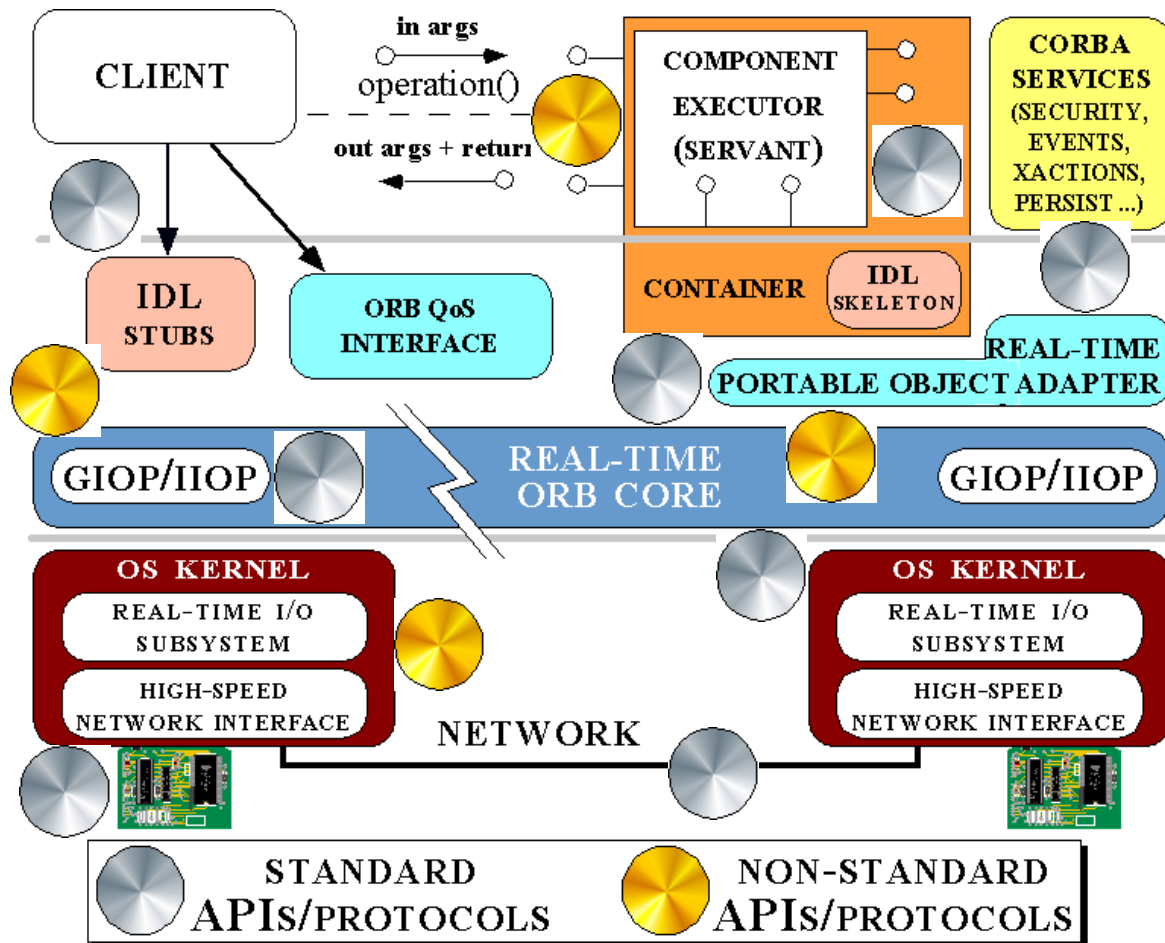 CLIENT
in args
operation()
out args + return
COMPONENT
EXECUTOR
(SERVANT)
CORBA
SERVICES
(SECURITY,
EVENTS,
XACTIONS,
PERSIST...)
IDL
STUBS
ORB QoS
INTERFACE
CONTAINER
IDL
SKELETON
REAL-TIME
PORTABLE OBJECT ADAPTER
GIOP/IIOP
REAL-TIME
ORB CORE
GIOP/IIOP
OS KERNEL
REAL-TIME I/O
SUBSYSTEM
HIGH-SPEED
NETWORK INTERFACE
NETWORK
OS KERNEL
REAL-TIME I/O
SUBSYSTEM
HIGH-SPEED
NETWORK INTERFACE
STANDARD
APIS/PROTOCOLS
NON-STANDARD
APIS/PROTOCOLS